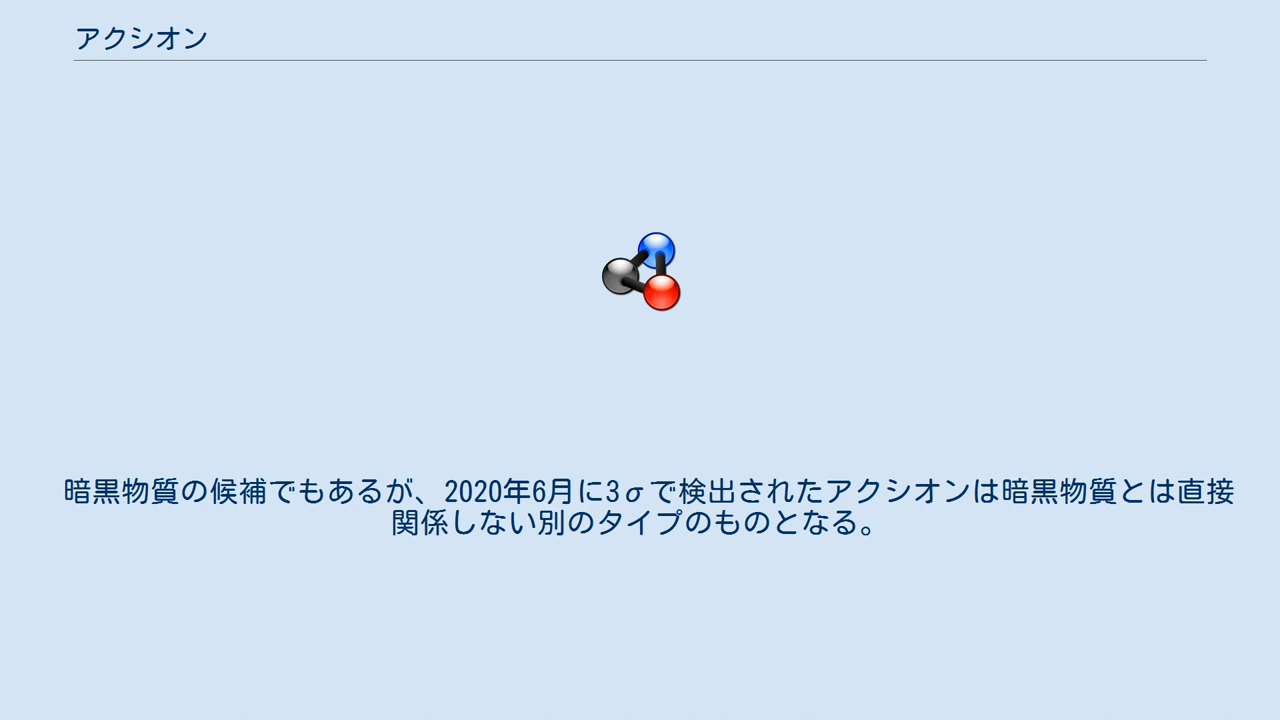 アクシオン
暗黒物質の候補でもあるが、2020年6月に3σで検出されたアクシオンは暗黒物質とは直接
関係しない別のタイプのものとなる。